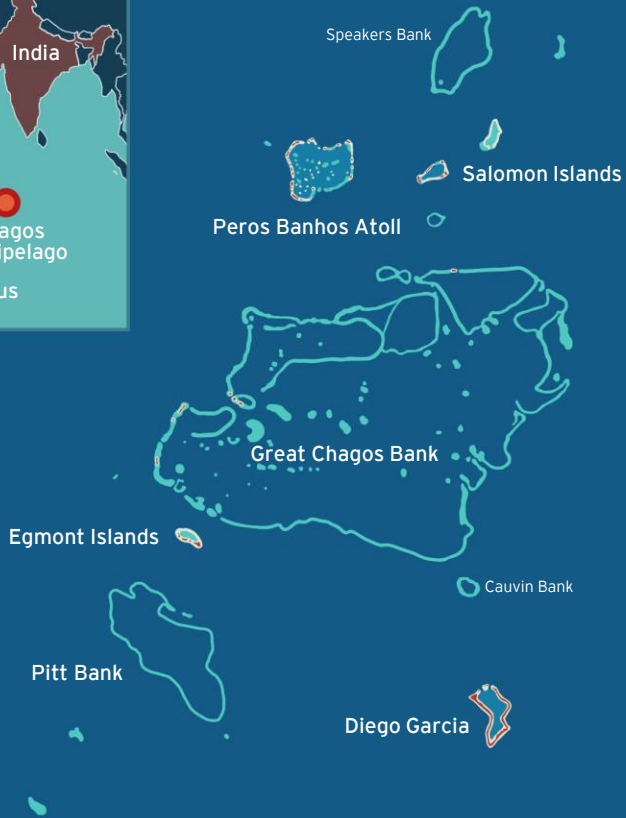 India
agos
ipelago
us
Speakers Bank
Salomon Islands
Peros Banhos Atoll
Great Chagos Bank
Egmont Islands
Cauvin Bank
Pitt Bank
Diego Garcia